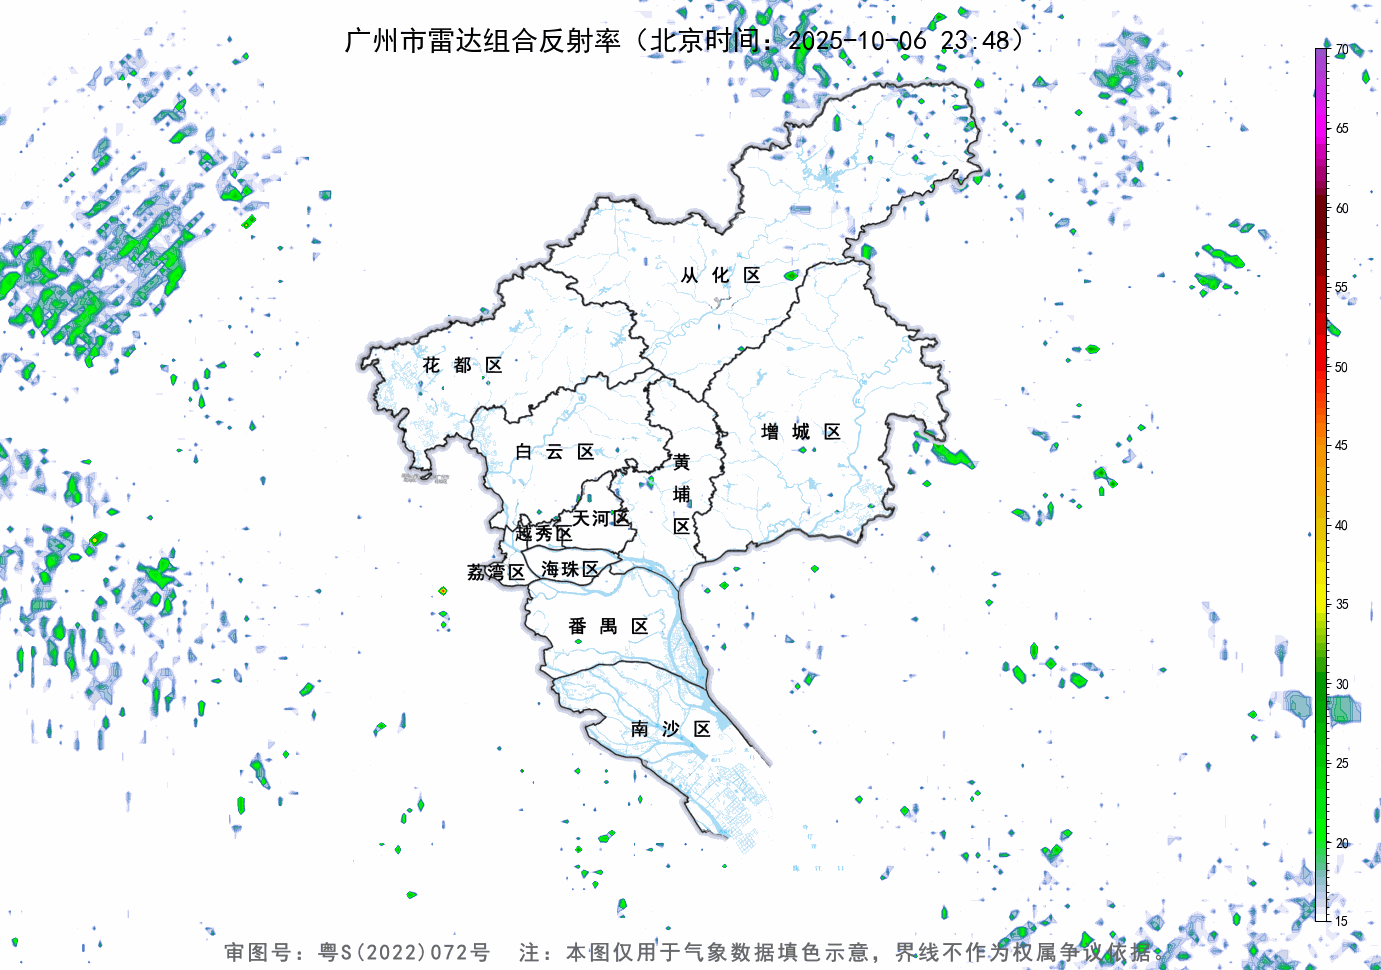 广州市雷达组合反射率（北京时间：2025-10-06 23:48）
70
65
60
55
50
45
40
35
30
25
20
15
从化区
花都区
增城区
白云区
黄埔区
天河区
越秀区
荔湾区
海珠区
番禺区
南沙区
审图号：粤S(2022)072号 注：本图仅用于气象数据填色示意，界线不作为权属争议依据。